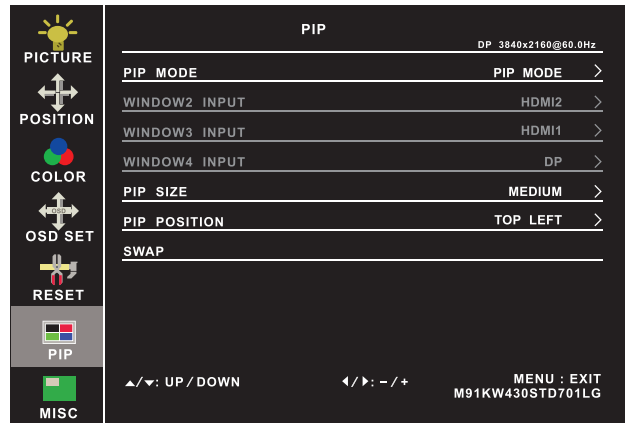 PICTURE
POSITION
COLOR
OSD
OSD SET
RESET
PIP
MISC
PIP
DP 3840x2160@60.0Hz
PIP MODE PIP MODE >
WINDOW2 INPUT HDMI2 >
WINDOW3 INPUT HDMI1 >
WINDOW4 INPUT DP >
PIP SIZE MEDIUM >
PIP POSITION TOP LEFT >
SWAP
▲/▼: UP / DOWN ◀/▶: – / + MENU : EXIT
M91KW430STD701LG